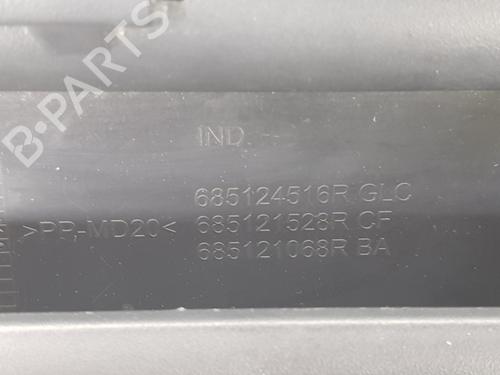 B-PARTS
IND.
685124516R GLC
685121528R CF
>PP-MD20<
685121068R BA